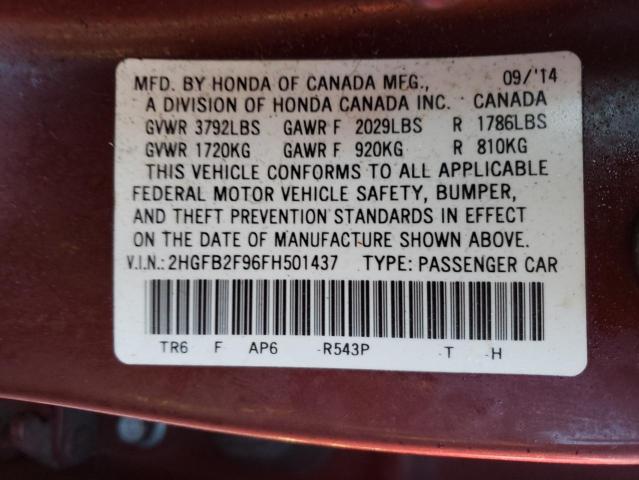 MFD. BY HONDA OF CANADA MFG., 09/'14
A DIVISION OF HONDA CANADA INC. CANADA
GVWR 3792LBS GAWR F 2029LBS R 1786LBS
GVWR 1720KG GAWR F 920KG R 810KG
THIS VEHICLE CONFORMS TO ALL APPLICABLE
FEDERAL MOTOR VEHICLE SAFETY, BUMPER,
AND THEFT PREVENTION STANDARDS IN EFFECT
ON THE DATE OF MANUFACTURE SHOWN ABOVE.
V.I.N.: 2HGFB2F96FH501437 TYPE: PASSENGER CAR
TR6 F AP6 -R543P -T -H